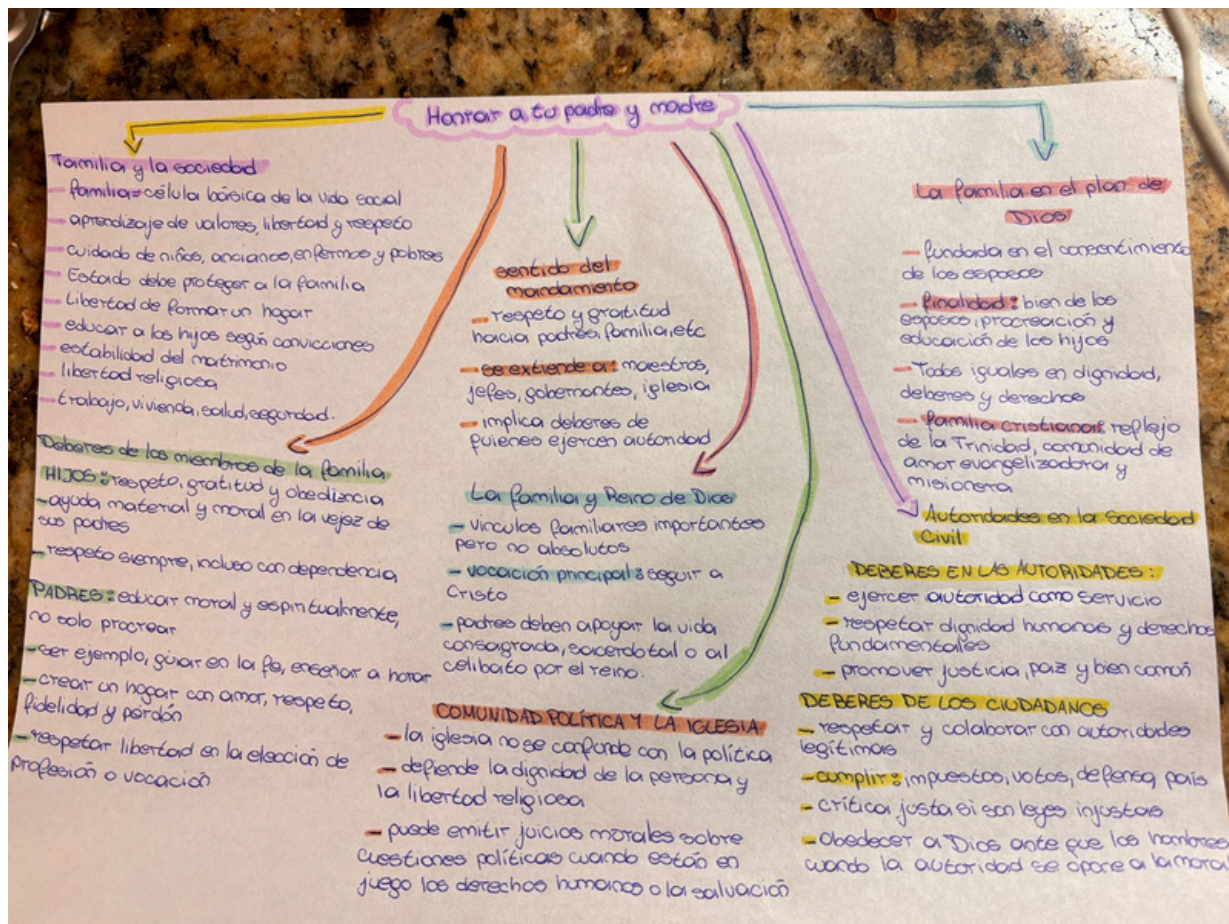 Honrar a tu padre y madre
Familia y la sociedad
- familia = célula básica de la vida social
- aprendizaje de valores, libertad y respeto
- cuidado de niños, ancianos, enfermos y pobres
- Estado debe proteger a la familia
- Libertad de formar un hogar
- educar a los hijos según convicciones
- estabilidad del matrimonio
- libertad religiosa
- trabajo, vivienda, salud, seguridad.
Deberes de los miembros de la familia
HIJOS: respeto, gratitud y obediencia
- ayuda material y moral en la vejez de
sus padres
- respeto siempre, incluso con dependencia
PADRES: educar moral y espiritualmente,
no solo procrear
- ser ejemplo, guiar en la fe, enseñar a
- crear un hogar con amor, respeto,
fidelidad y perdón
- respetar libertad en la elección de
profesión o vocación
sentido del
mandamiento
- respeto y gratitud
hacia padres, familia, etc
- se extiende a: maestros,
jefes, gobernantes, iglesia
- implica deberes de
quienes ejercen autoridad
La familia y Reino de Dios
- vinculos familiares importantes
pero no absolutos
- vocación principal: seguir a
Cristo
- padres deben apoyar la vida
consagrada, sacerdotal o al
celibato por el reino.
COMUNIDAD POLÍTICA Y LA IGLESIA
- la iglesia no se confunde con la política
- defiende la dignidad de la persona y
la libertad religiosa
- puede emitir juicios morales sobre
cuestiones políticas cuando están en
juego los derechos humanos o la salvación
La familia en el plan de
Dios
- fundada en el consentimiento
de los esposos
- finalidad: bien de los
esposos, procreación y
educación de los hijos
- Todos iguales en dignidad,
deberes y derechos
- familia cristiana: reflejo
de la Trinidad, comunidad de
amor evangelizadora y
misionera
Autoridades en la Sociedad
Civil
DEBERES EN LAS AUTORIDADES:
- ejercer autoridad como servicio
- respetar dignidad humanas y derechos
fundamentales
- promover justicia, paz y bien común
DEBERES DE LOS CIUDADANOS
- respetar y colaborar con autoridades
legítimas
- cumplir: impuestos, votos, defensa, país
- crítica justa si son leyes injustas
- obedecer a Dios ante que los hombres
cuando la autoridad se opone a la moral